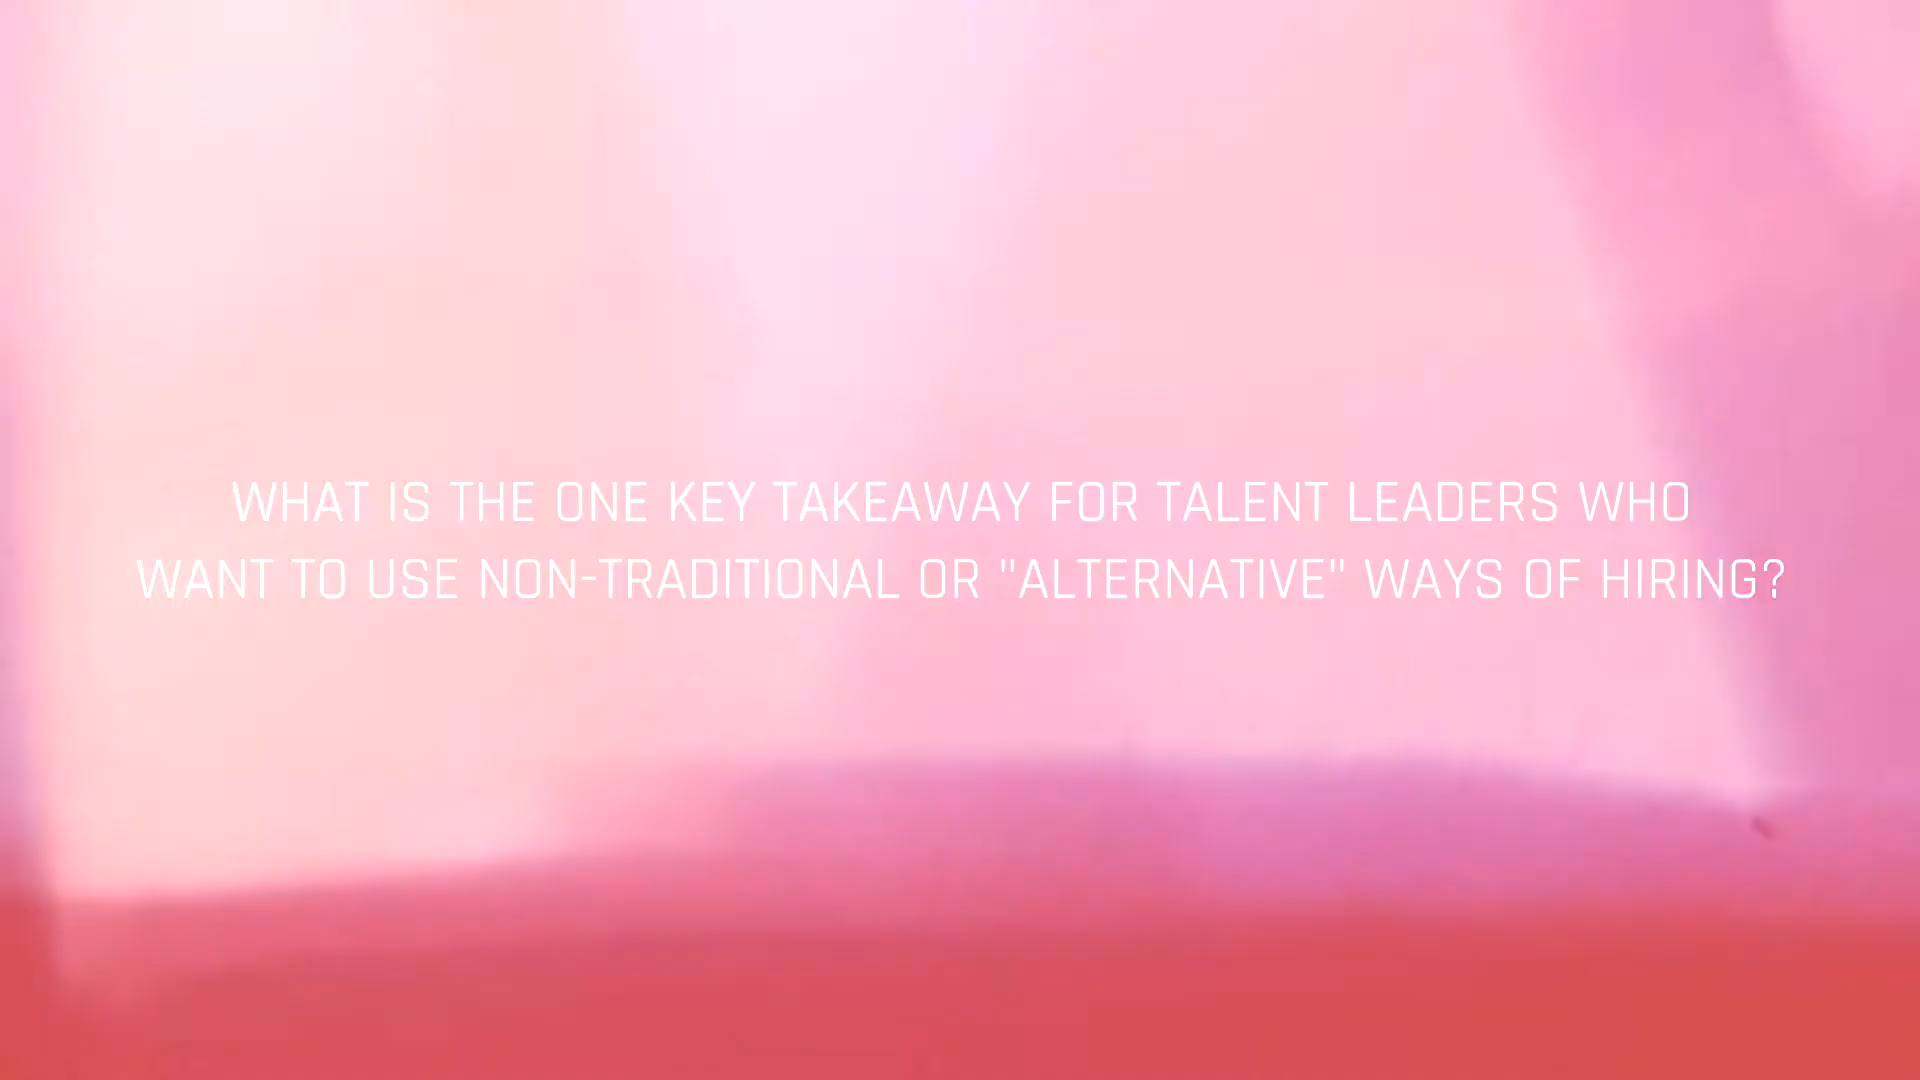 WHAT IS THE ONE KEY TAKEAWAY FOR TALENT LEADERS WHO
WANT TO USE NON-TRADITIONAL OR "ALTERNATIVE" WAYS OF HIRING?